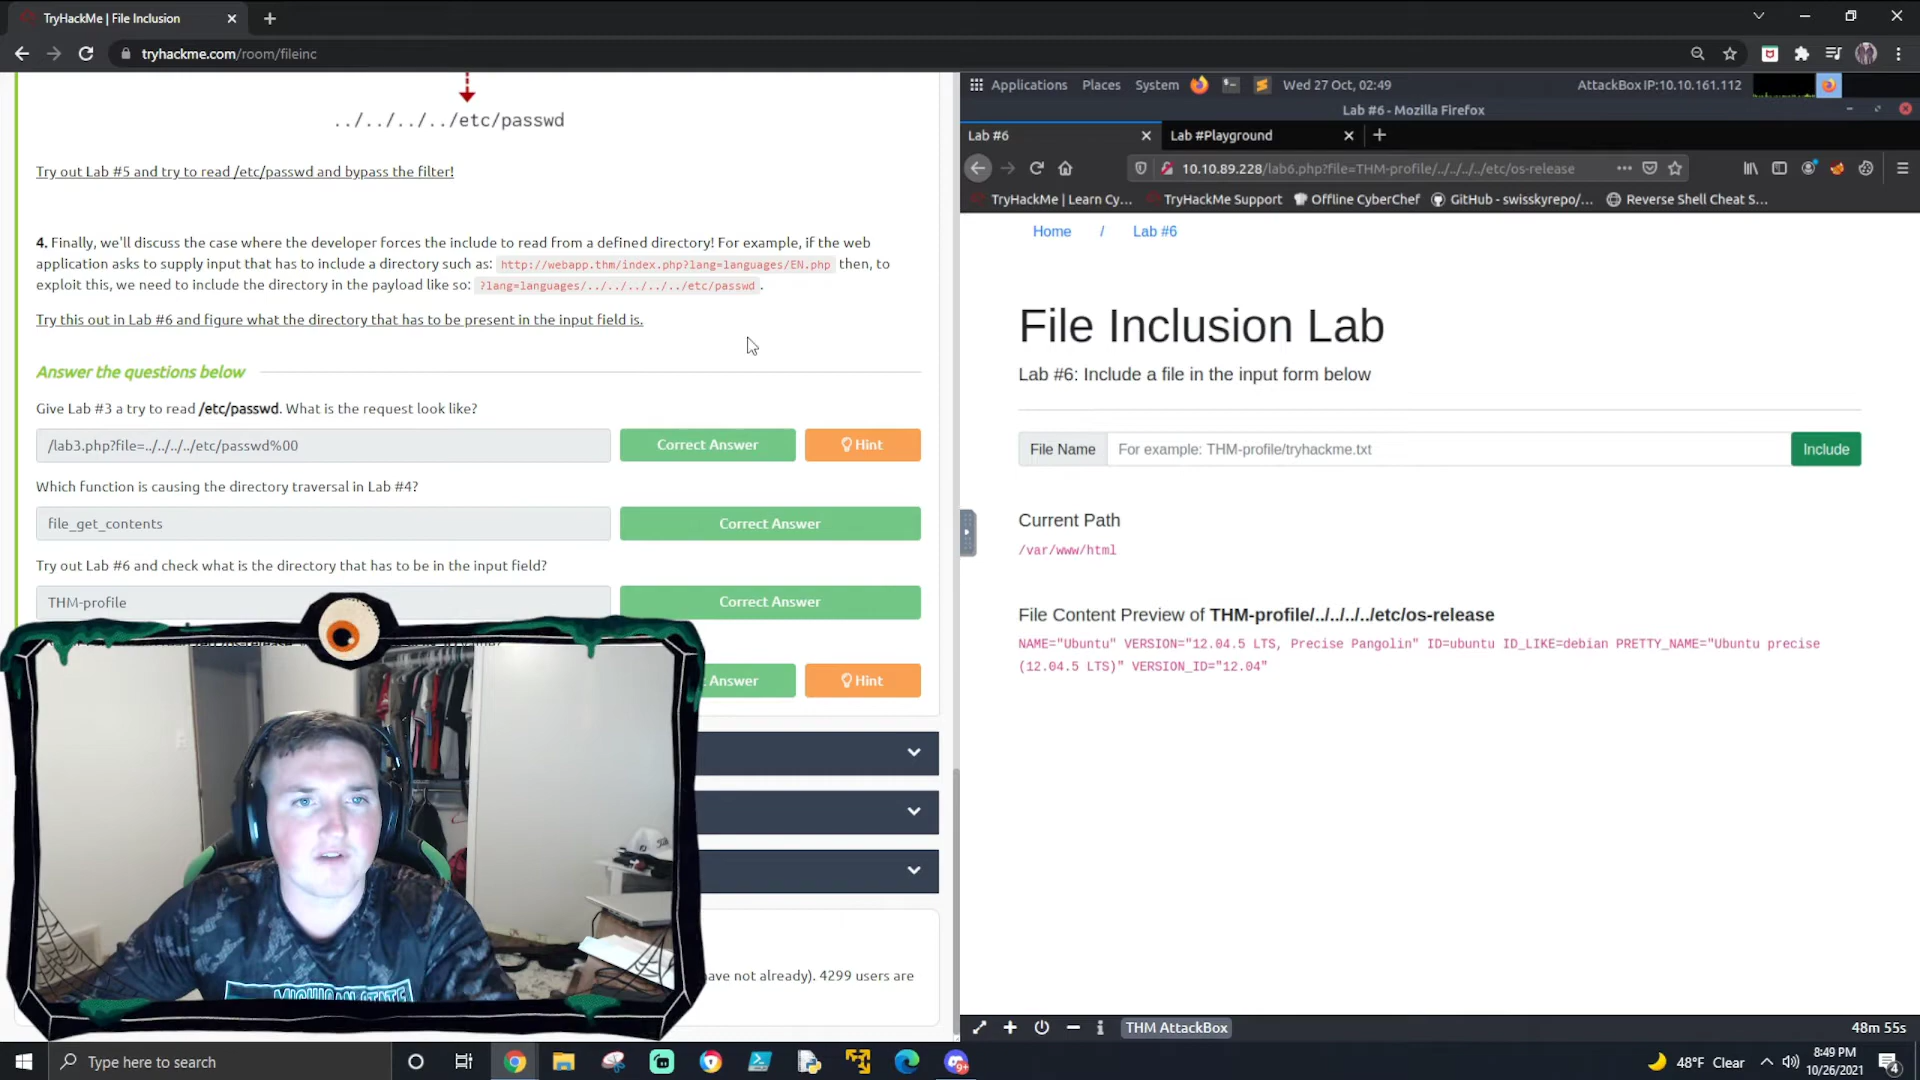 TryHackMe | File Inclusion
tryhackme.com/room/fileinc
../../../../etc/passwd
Try out Lab #5 and try to read /etc/passwd and bypass the filter!
4. Finally, we'll discuss the case where the developer forces the include to read from a defined directory! For example, if the web
application asks to supply input that has to include a directory such as: http://webapp.thm/index.php?lang=languages/EN.php then, to
exploit this, we need to include the directory in the payload like so: ?lang=languages/../../../../../etc/passwd.
Try this out in Lab #6 and figure what the directory that has to be present in the input field is.
Answer the questions below
Give Lab #3 a try to read /etc/passwd. What is the request look like?
/lab3.php?file=../../../../etc/passwd%00
Correct Answer
Hint
Which function is causing the directory traversal in Lab #4?
file_get_contents
Correct Answer
Try out Lab #6 and check what is the directory that has to be in the input field?
THM-profile
Correct Answer
Answer
Hint
have not already). 4299 users are
MICHIGAN STATE
Applications
Places
System
Wed 27 Oct, 02:49
AttackBox IP:10.10.161.112
Lab #6 - Mozilla Firefox
Lab #6
Lab #Playground
10.10.89.228/lab6.php?file=THM-profile/../../../../etc/os-release
TryHackMe | Learn Cy...
TryHackMe Support
Offline CyberChef
GitHub - swisskyrepo/...
Reverse Shell Cheat S...
Home / Lab #6
File Inclusion Lab
Lab #6: Include a file in the input form below
File Name
For example: THM-profile/tryhackme.txt
Include
Current Path
/var/www/html
File Content Preview of THM-profile/../../../../etc/os-release
NAME="Ubuntu" VERSION="12.04.5 LTS, Precise Pangolin" ID=ubuntu ID_LIKE=debian PRETTY_NAME="Ubuntu precise
(12.04.5 LTS)" VERSION_ID="12.04"
THM AttackBox
48m 55s
Type here to search
9+
48°F Clear
8:49 PM
10/26/2021
4